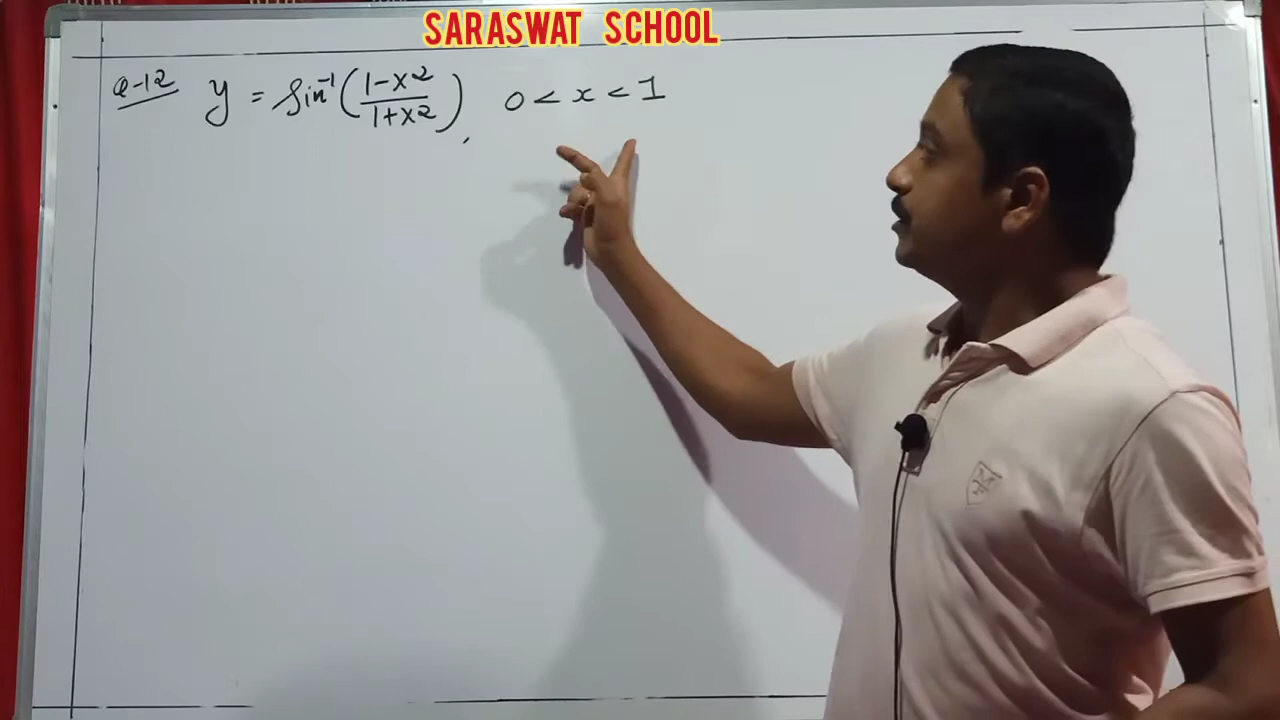 SARASWAT SCHOOL
Q-12 y = sin⁻¹(1-x²/1+x²), 0 < x < 1